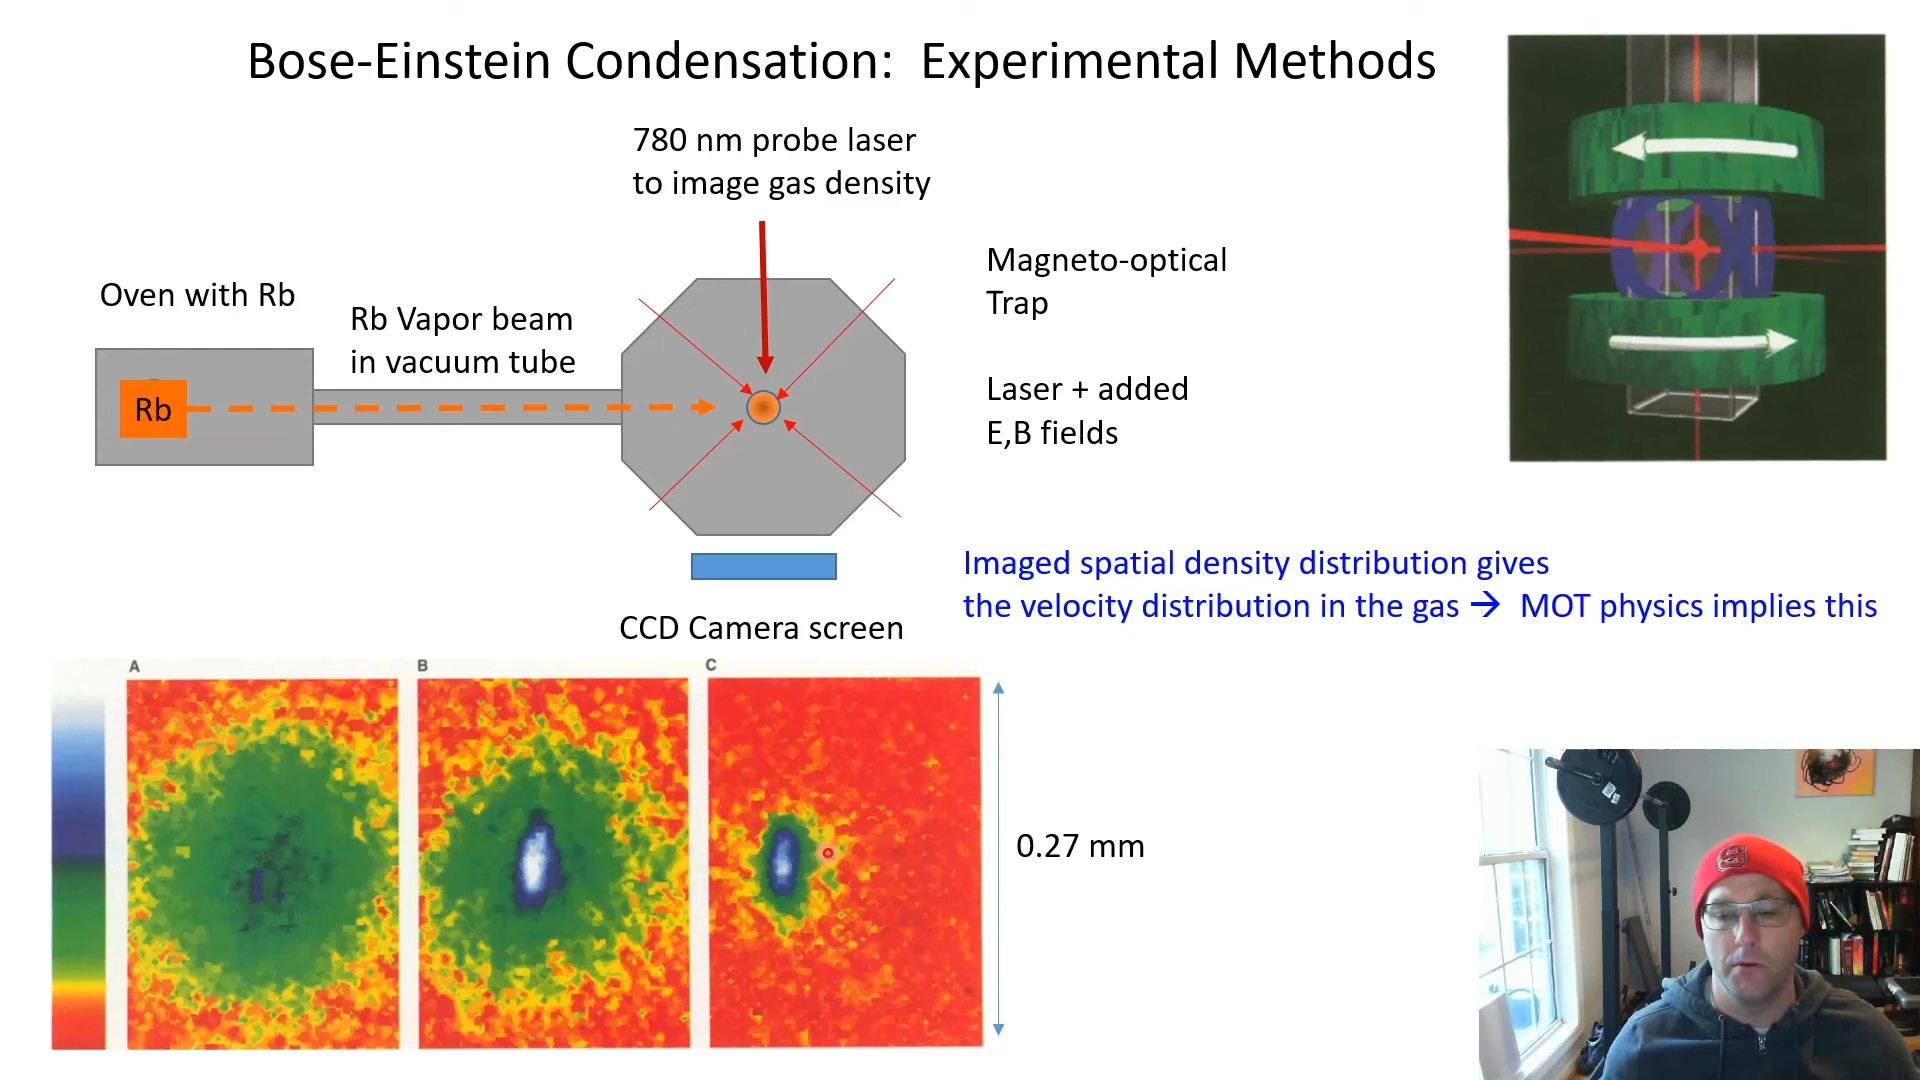 Bose-Einstein Condensation:  Experimental Methods
780 nm probe laser
to image gas density
Oven with Rb
Rb Vapor beam
in vacuum tube
Rb
Magneto-optical
Trap
Laser + added
E,B fields
Imaged spatial density distribution gives
the velocity distribution in the gas → MOT physics implies this
CCD Camera screen
A
B
C
0.27 mm